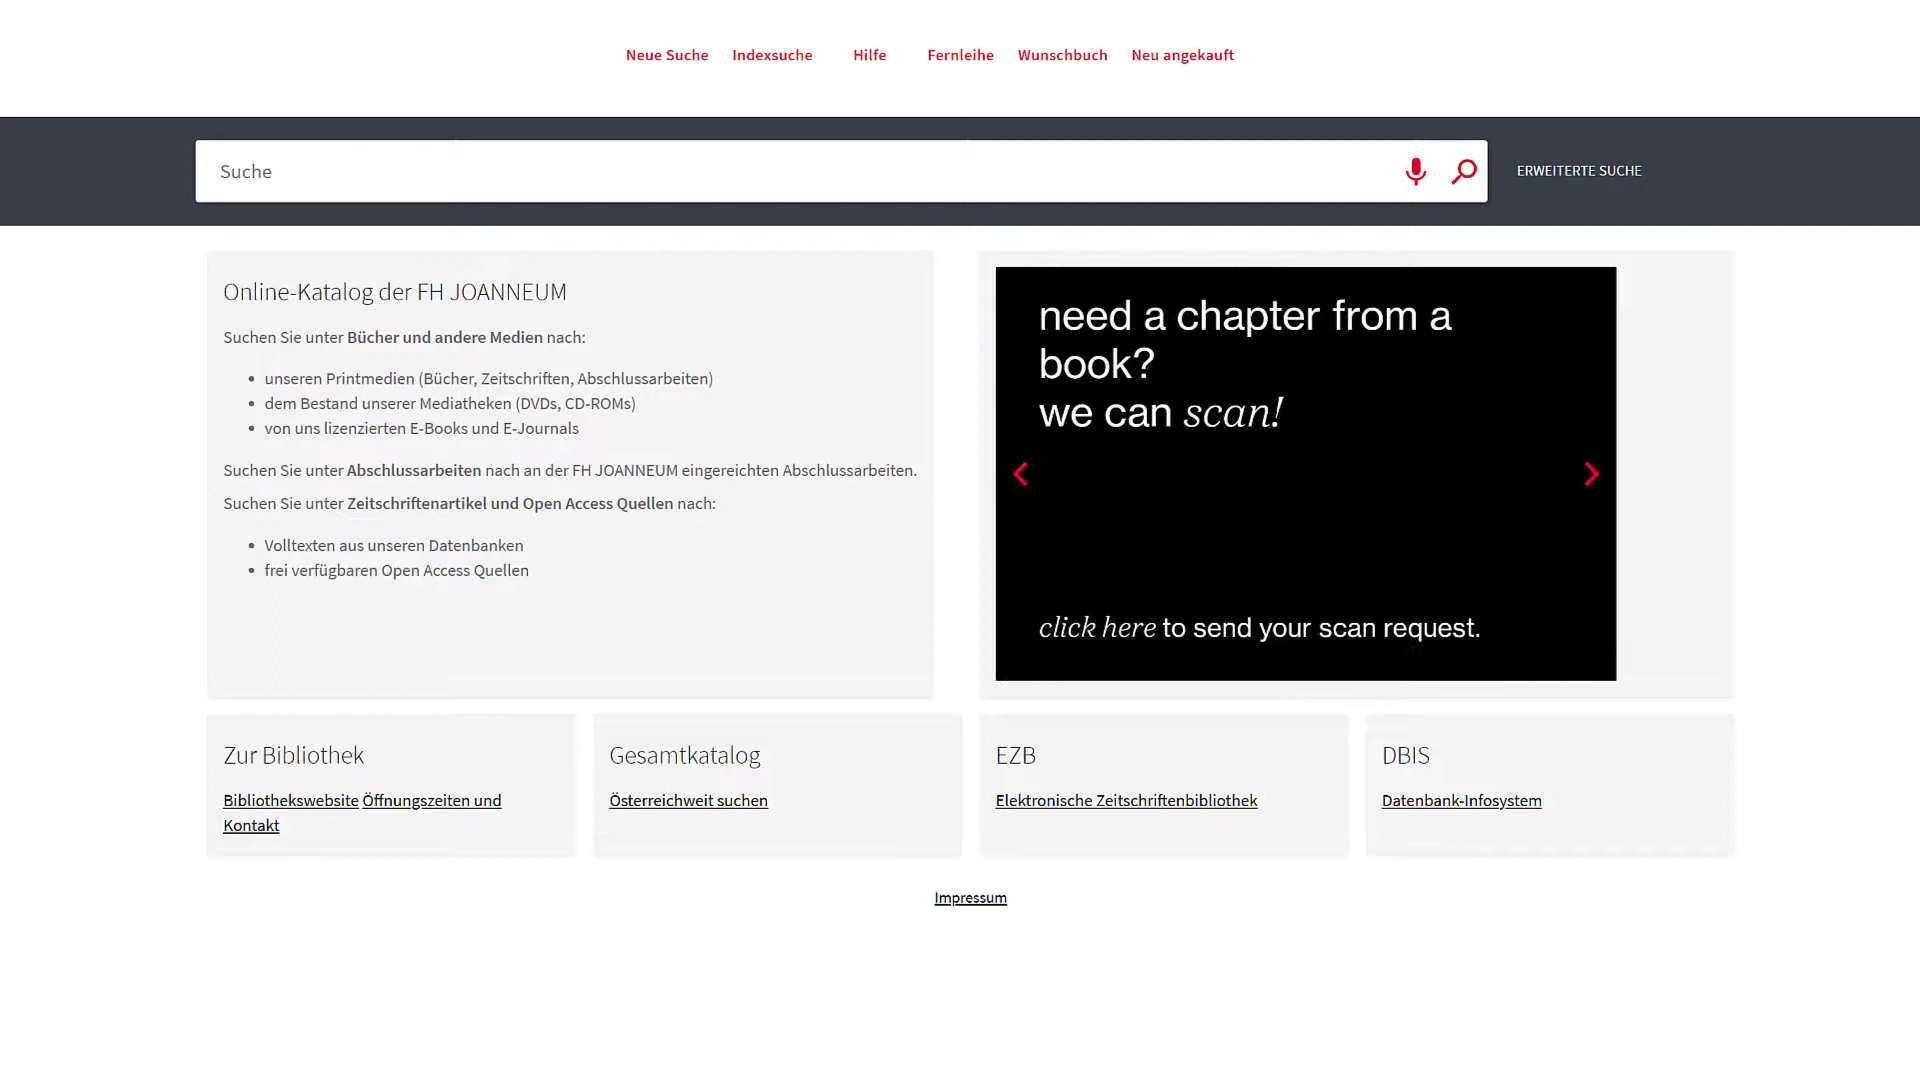 Neue Suche Indexsuche Hilfe Fernleihe Wunschbuch Neu angekauft
Suche
ERWEITERTE SUCHE
Online-Katalog der FH JOANNEUM
Suchen Sie unter Bücher und andere Medien nach:
unseren Printmedien (Bücher, Zeitschriften, Abschlussarbeiten)
dem Bestand unserer Mediatheken (DVDs, CD-ROMs)
von uns lizenzierten E-Books und E-Journals
Suchen Sie unter Abschlussarbeiten nach an der FH JOANNEUM eingereichten Abschlussarbeiten.
Suchen Sie unter Zeitschriftenartikel und Open Access Quellen nach:
Volltexten aus unseren Datenbanken
frei verfügbaren Open Access Quellen
need a chapter from a
book?
we can scan!
click here to send your scan request.
Zur Bibliothek
Bibliothekswebsite Öffnungszeiten und
Kontakt
Gesamtkatalog
Österreichweit suchen
EZB
Elektronische Zeitschriftenbibliothek
DBIS
Datenbank-Infosystem
Impressum